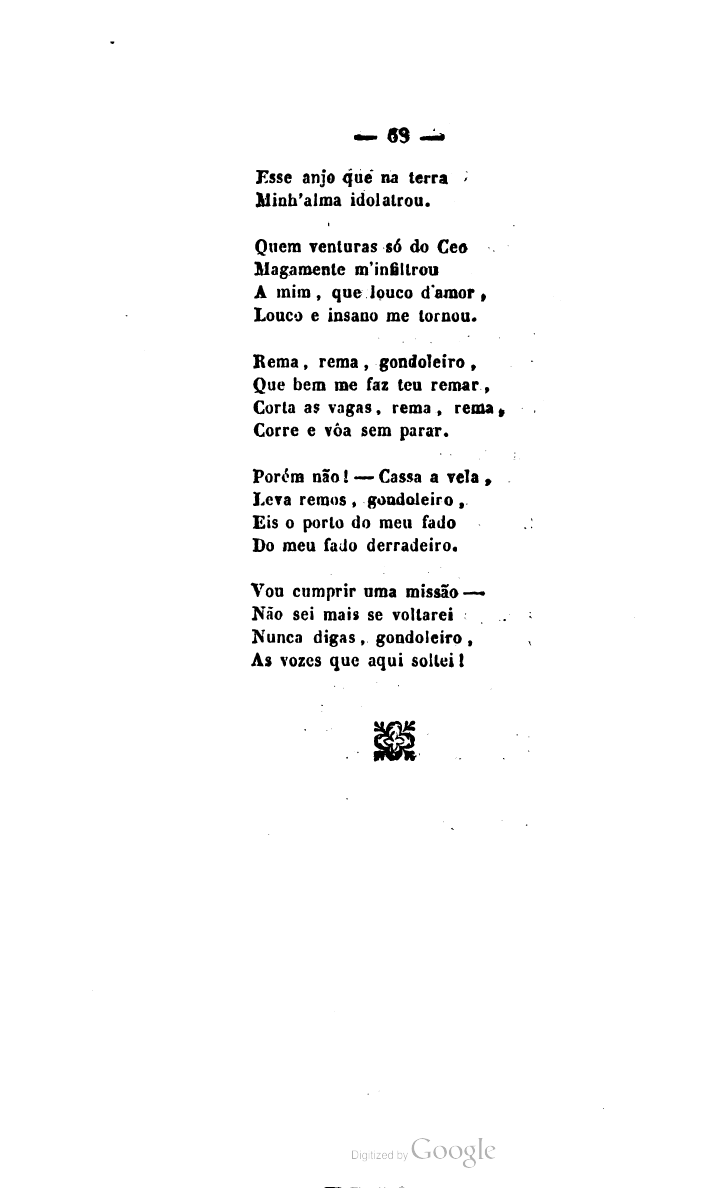 — 69 —
Esse anjo que na terra
Minh'alma idolatrou.
Quem venturas só do Ceo
Magamente m'infiltrou
A mim, que louco d'amor,
Louco e insano me tornou.
Rema, rema, gondoleiro,
Que bem me faz teu remar,
Corta as vagas, rema, rema,
Corre e vôa sem parar.
Porém não! — Cassa a vela,
Leva remos, gondoleiro,
Eis o porto do meu fado
Do meu fado derradeiro.
Vou cumprir uma missão —
Não sei mais se voltarei
Nunca digas, gondoleiro,
As vozes que aqui soltei!
Digitized by Google